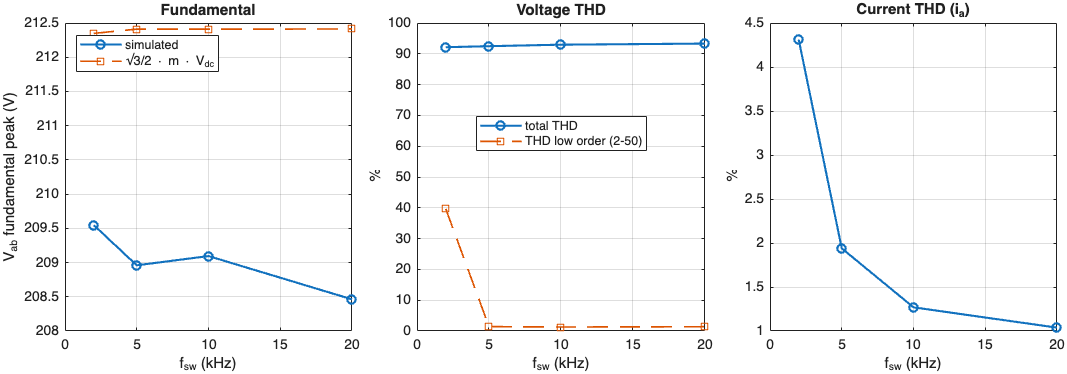 Fundamental
212.5
212
211.5
211
210.5
210
209.5
209
208.5
208
V_ab fundamental peak (V)
simulated
√3/2 · m · V_dc
0 5 10 15 20
f_sw (kHz)
Voltage THD
100
90
80
70
60
50
40
30
20
10
0
%
total THD
THD low order (2-50)
0 5 10 15 20
f_sw (kHz)
Current THD (i_a)
4.5
4
3.5
3
2.5
2
1.5
1
%
0 5 10 15 20
f_sw (kHz)